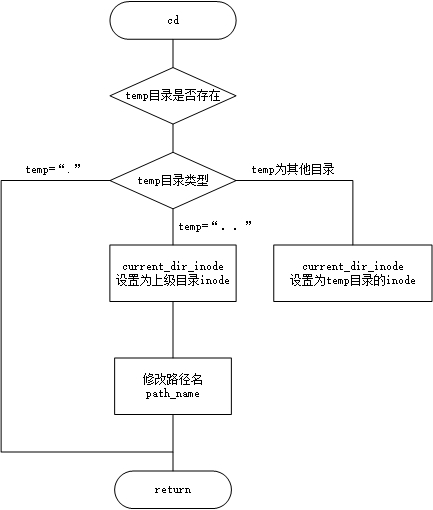 cd
temp目录是否存在
temp=“.”
temp目录类型
temp为其他目录
temp=“. .”
current_dir_inode
设置为上级目录inode
current_dir_inode
设置为temp目录的inode
修改路径名
path_name
return